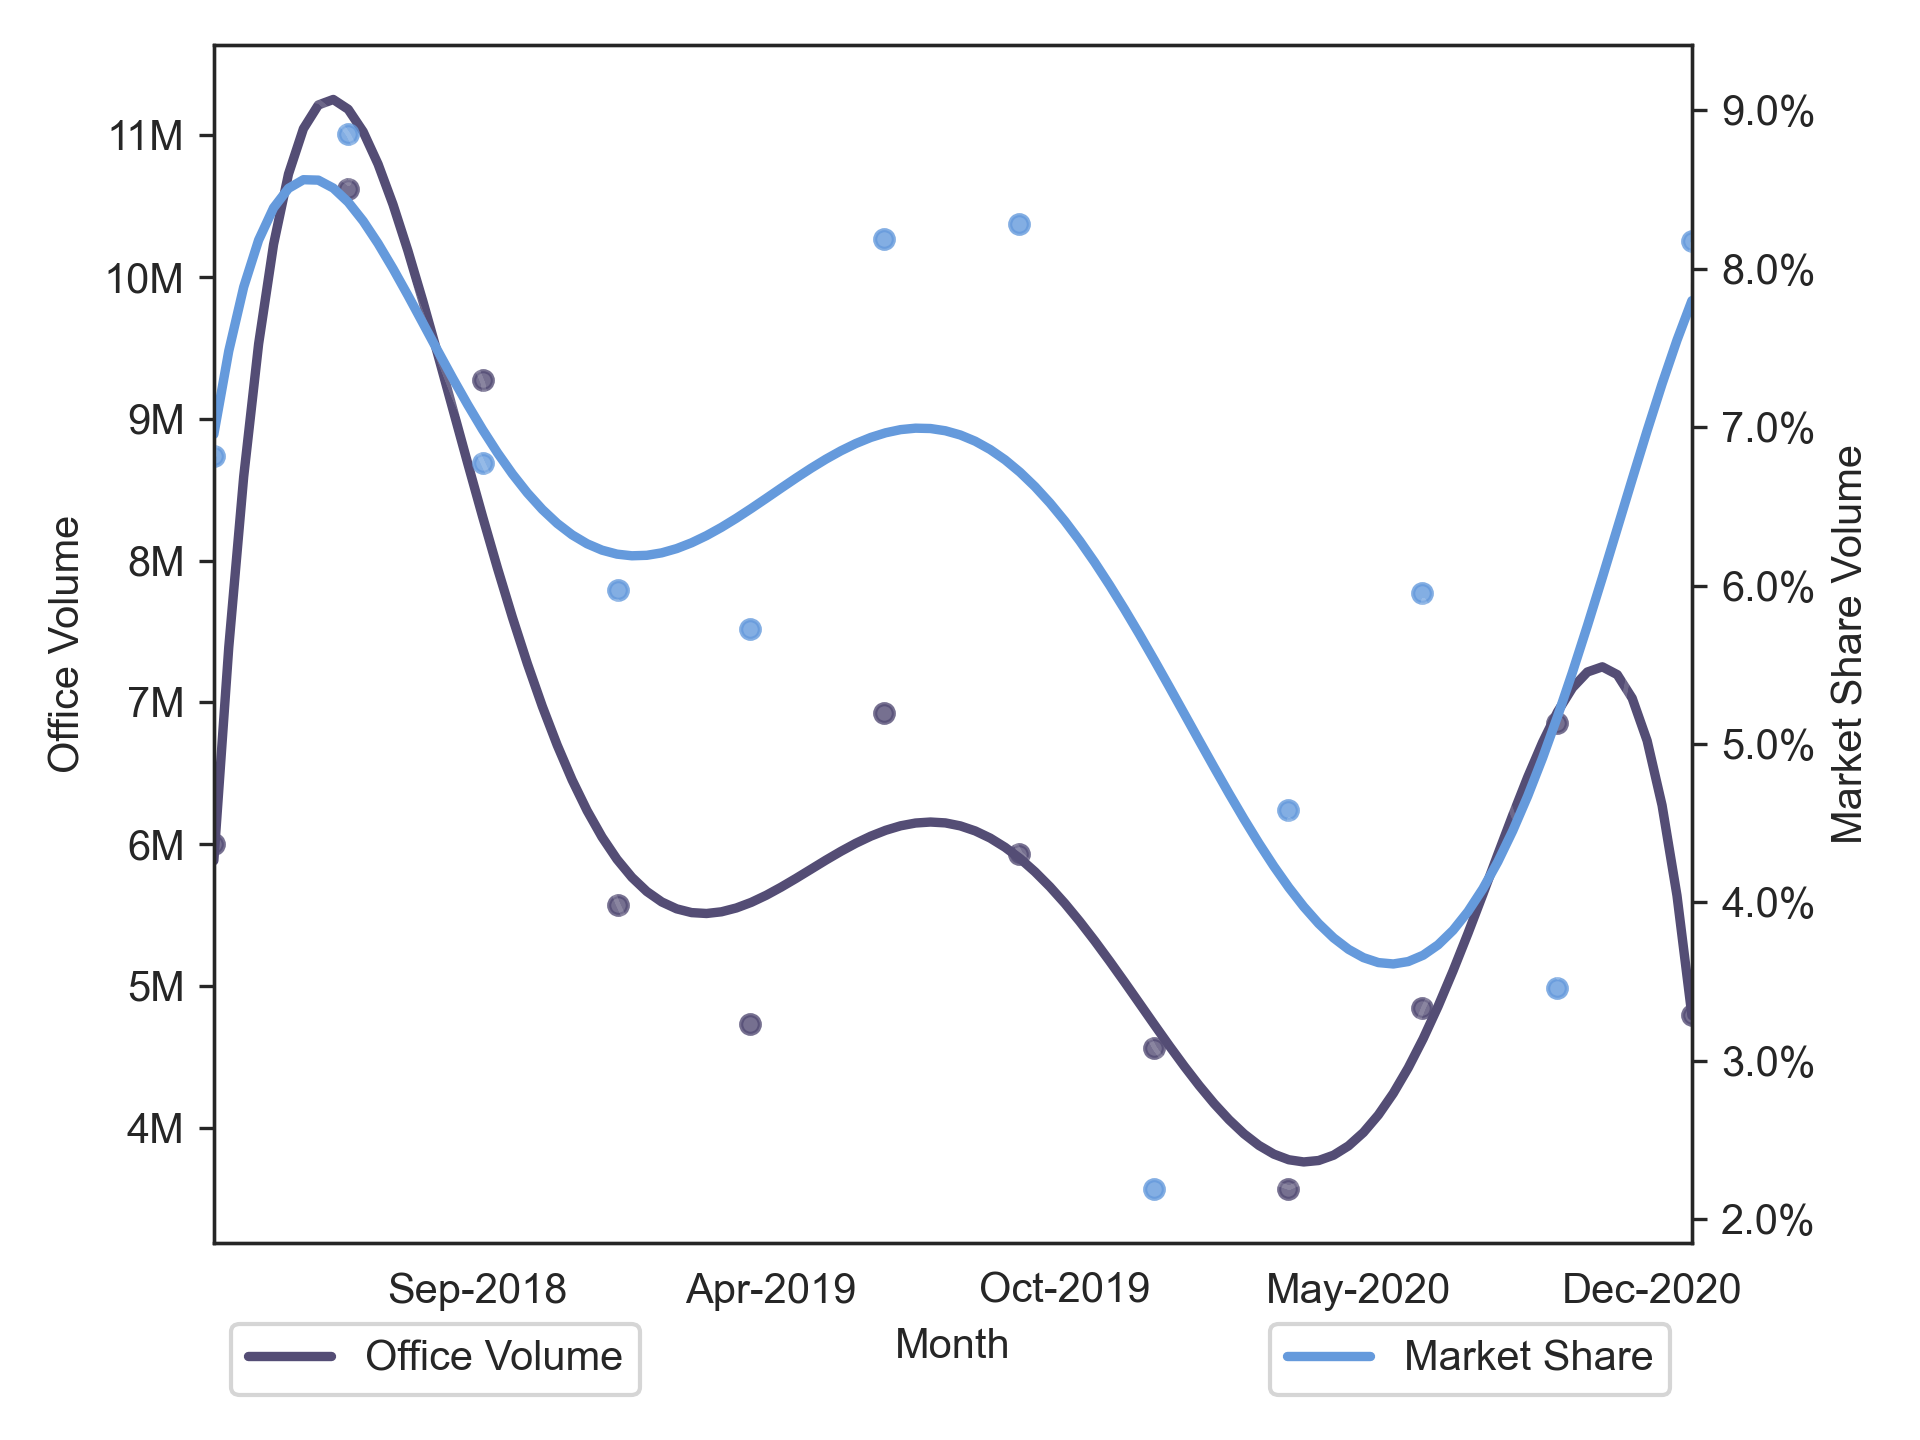 11M
10M
9M
8M
7M
6M
5M
4M
Office Volume
9.0%
8.0%
7.0%
6.0%
5.0%
4.0%
3.0%
2.0%
Market Share Volume
Sep-2018 Apr-2019 Oct-2019 May-2020 Dec-2020
Month
Office Volume
Market Share